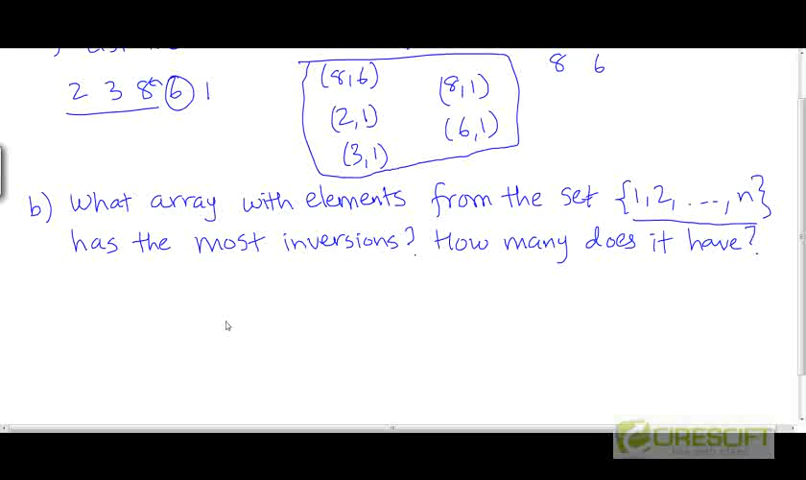 2 3 8 6 1
(8,6) (8,1)
(2,1) (6,1)
(3,1)
8 6
b) What array with elements from the set {1,2, ..., n}
has the most inversions? How many does it have?